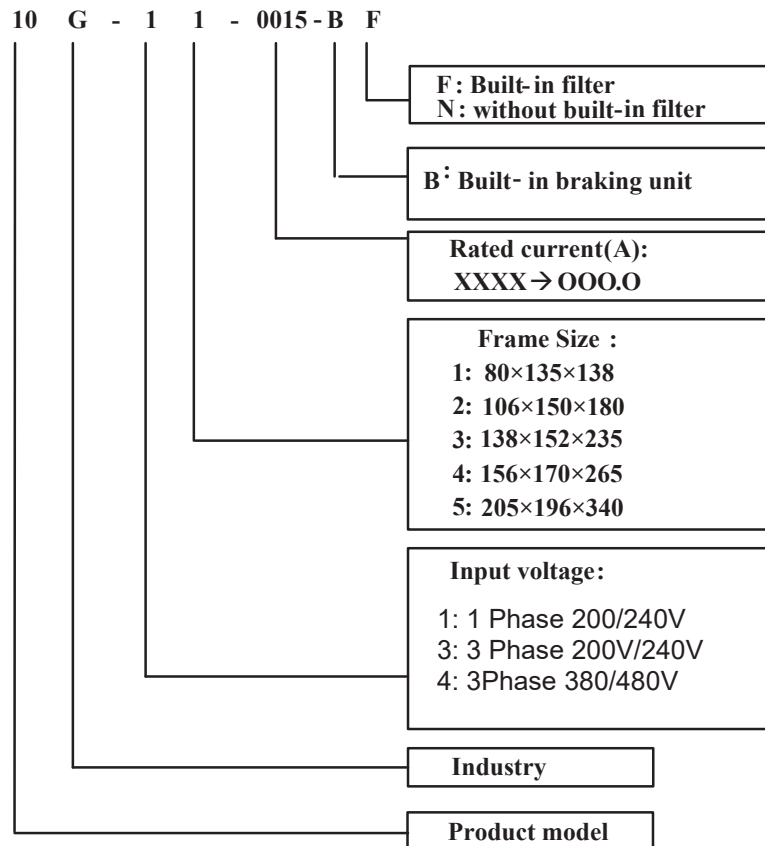 10 G - 1 1 - 0015 - B F
F: Built-in filter
N: without built-in filter
B: Built- in braking unit
Rated current(A):
XXXX→OOO.O
Frame Size :
1: 80×135×138
2: 106×150×180
3: 138×152×235
4: 156×170×265
5: 205×196×340
Input voltage:
1: 1 Phase 200/240V
3: 3 Phase 200V/240V
4: 3Phase 380/480V
Industry
Product model